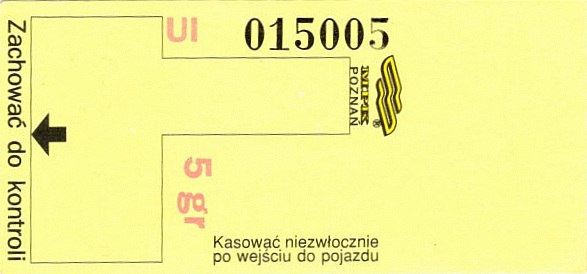 Zachować do kontroli
UI
015005
MPK
POZNAŃ
®
5 gr
Kasować niezwłocznie
po wejściu do pojazdu